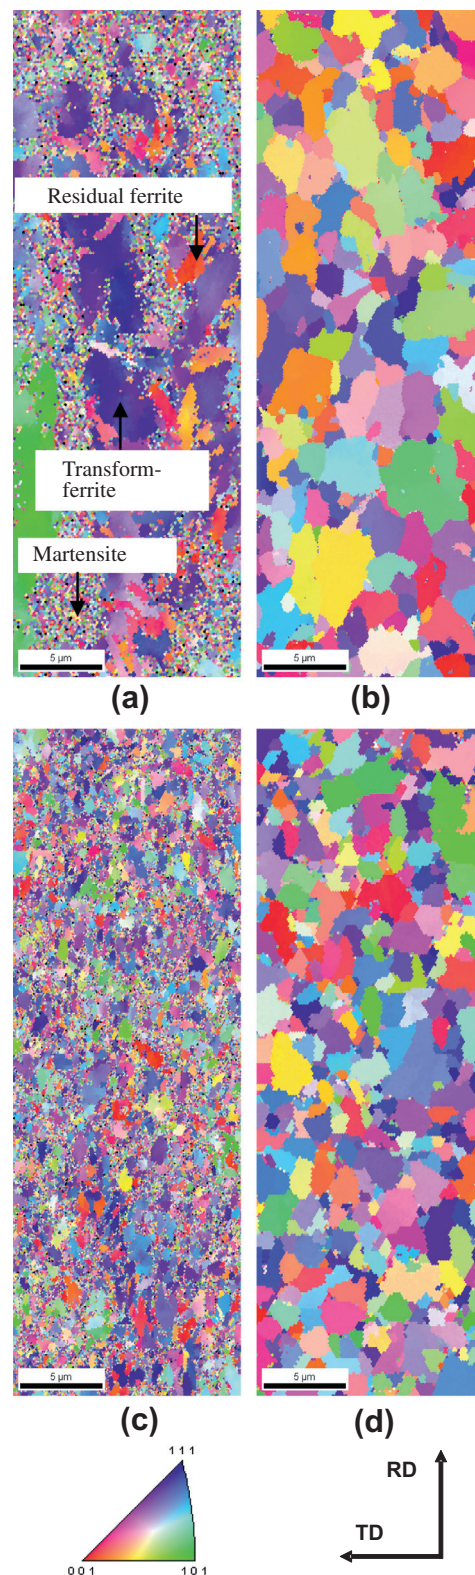 Residual ferrite
Transform-
ferrite
Martensite
5 µm
5 µm
(a)
(b)
5 µm
5 µm
(c)
(d)
1 1 1
0 0 1
1 0 1
RD
TD